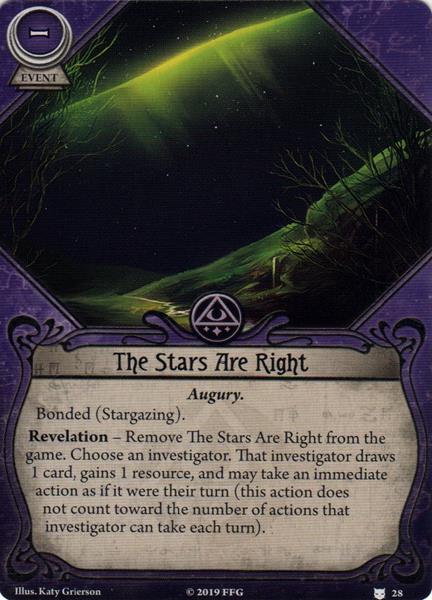 –
EVENT
The Stars Are Right
Augury.
Bonded (Stargazing).
Revelation – Remove The Stars Are Right from the
game. Choose an investigator. That investigator draws
1 card, gains 1 resource, and may take an immediate
action as if it were their turn (this action does
not count toward the number of actions that
investigator can take each turn).
Illus. Katy Grierson © 2019 FFG 28